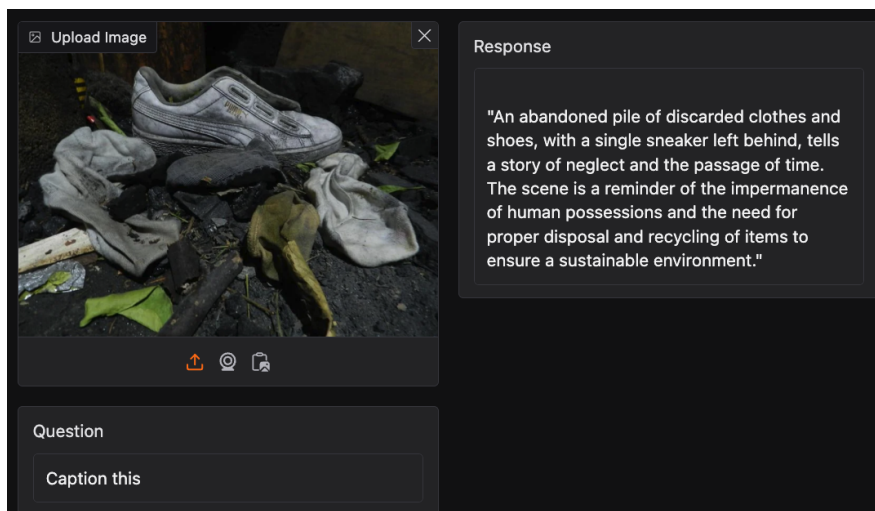 Upload Image
Response
"An abandoned pile of discarded clothes and
shoes, with a single sneaker left behind, tells
a story of neglect and the passage of time.
The scene is a reminder of the impermanence
of human possessions and the need for
proper disposal and recycling of items to
ensure a sustainable environment."
Question
Caption this